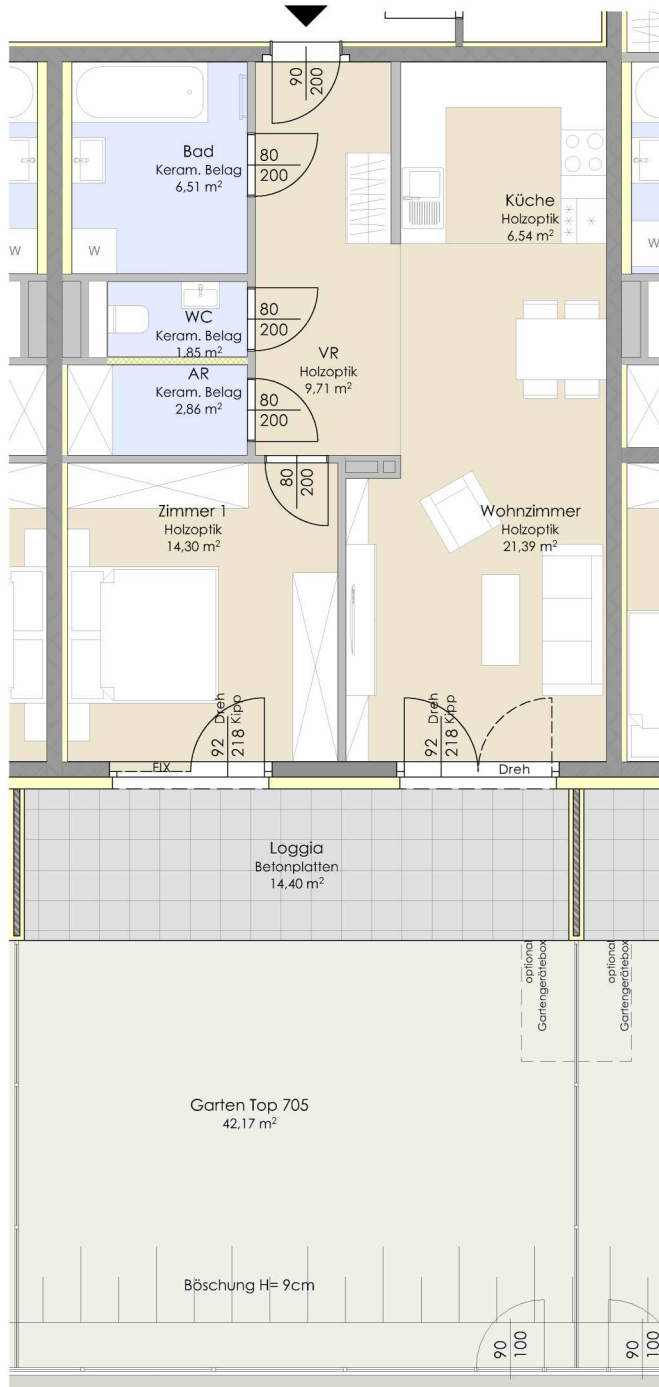 90
200
Bad
Keram. Belag
6,51 m²
80
200
W
W
W
Küche
Holzoptik
6,54 m²
WC
Keram. Belag
1,85 m²
80
200
VR
Holzoptik
9,71 m²
AR
Keram. Belag
2,86 m²
80
200
80
200
Zimmer 1
Holzoptik
14,30 m²
Wohnzimmer
Holzoptik
21,39 m²
FIX
92
218
Dreh
Kipp
92
218
Dreh
Kipp
Dreh
Loggia
Betonplatten
14,40 m²
optional
Gartengerätebox
optional
Gartengerätebox
Garten Top 705
42,17 m²
Böschung H= 9cm
90
100
90
100